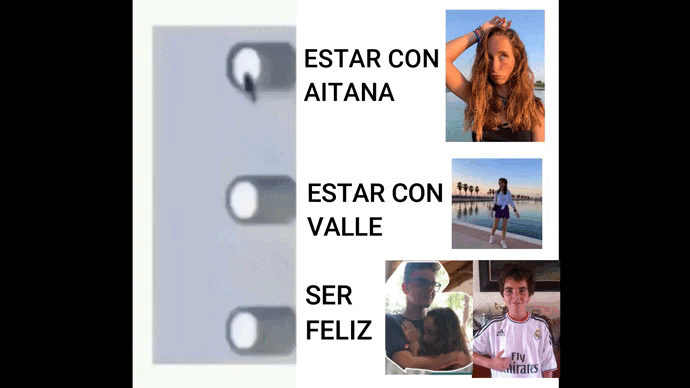 ESTAR CON
AITANA
ESTAR CON
VALLE
SER
FELIZ
Fly
Emirates